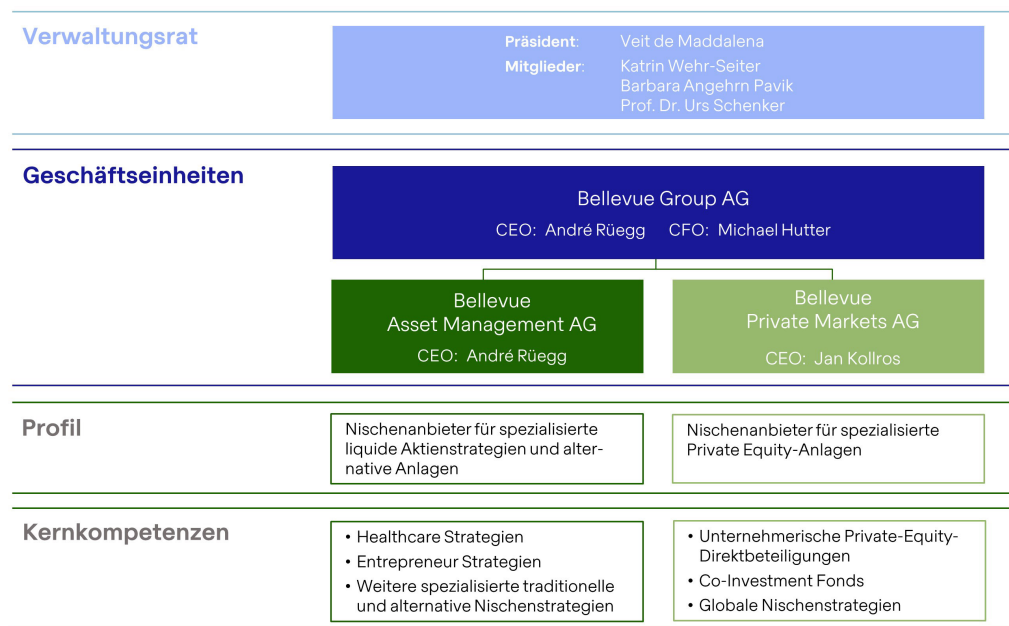 Verwaltungsrat
Präsident: Veit de Maddalena
Mitglieder: Katrin Wehr-Seiter
Barbara Angehrn Pavik
Prof. Dr. Urs Schenker
Geschäftseinheiten
Bellevue Group AG
CEO: André Rüegg CFO: Michael Hutter
Bellevue
Asset Management AG
CEO: André Rüegg
Bellevue
Private Markets AG
CEO: Jan Kollros
Profil
Nischenanbieter für spezialisierte
liquide Aktienstrategien und alter-
native Anlagen
Nischenanbieter für spezialisierte
Private Equity-Anlagen
Kernkompetenzen
• Healthcare Strategien
• Entrepreneur Strategien
• Weitere spezialisierte traditionelle
und alternative Nischenstrategien
• Unternehmerische Private-Equity-
Direktbeteiligungen
• Co-Investment Fonds
• Globale Nischenstrategien